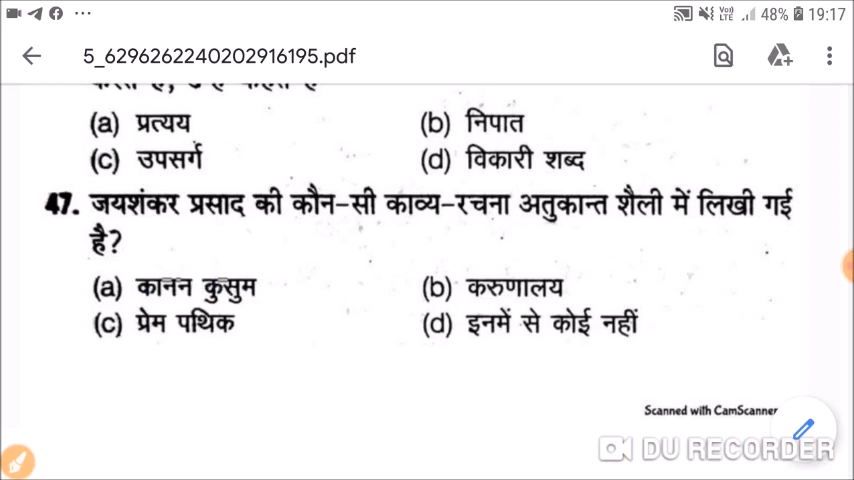 48% 19:17
5_6296262240202916195.pdf
(a) प्रत्यय (b) निपात
(c) उपसर्ग (d) विकारी शब्द
47. जयशंकर प्रसाद की कौन-सी काव्य-रचना अतुकान्त शैली में लिखी गई
है?
(a) कानन कुसुम (b) करुणालय
(c) प्रेम पथिक (d) इनमें से कोई नहीं
Scanned with CamScanner
DU RECORDER